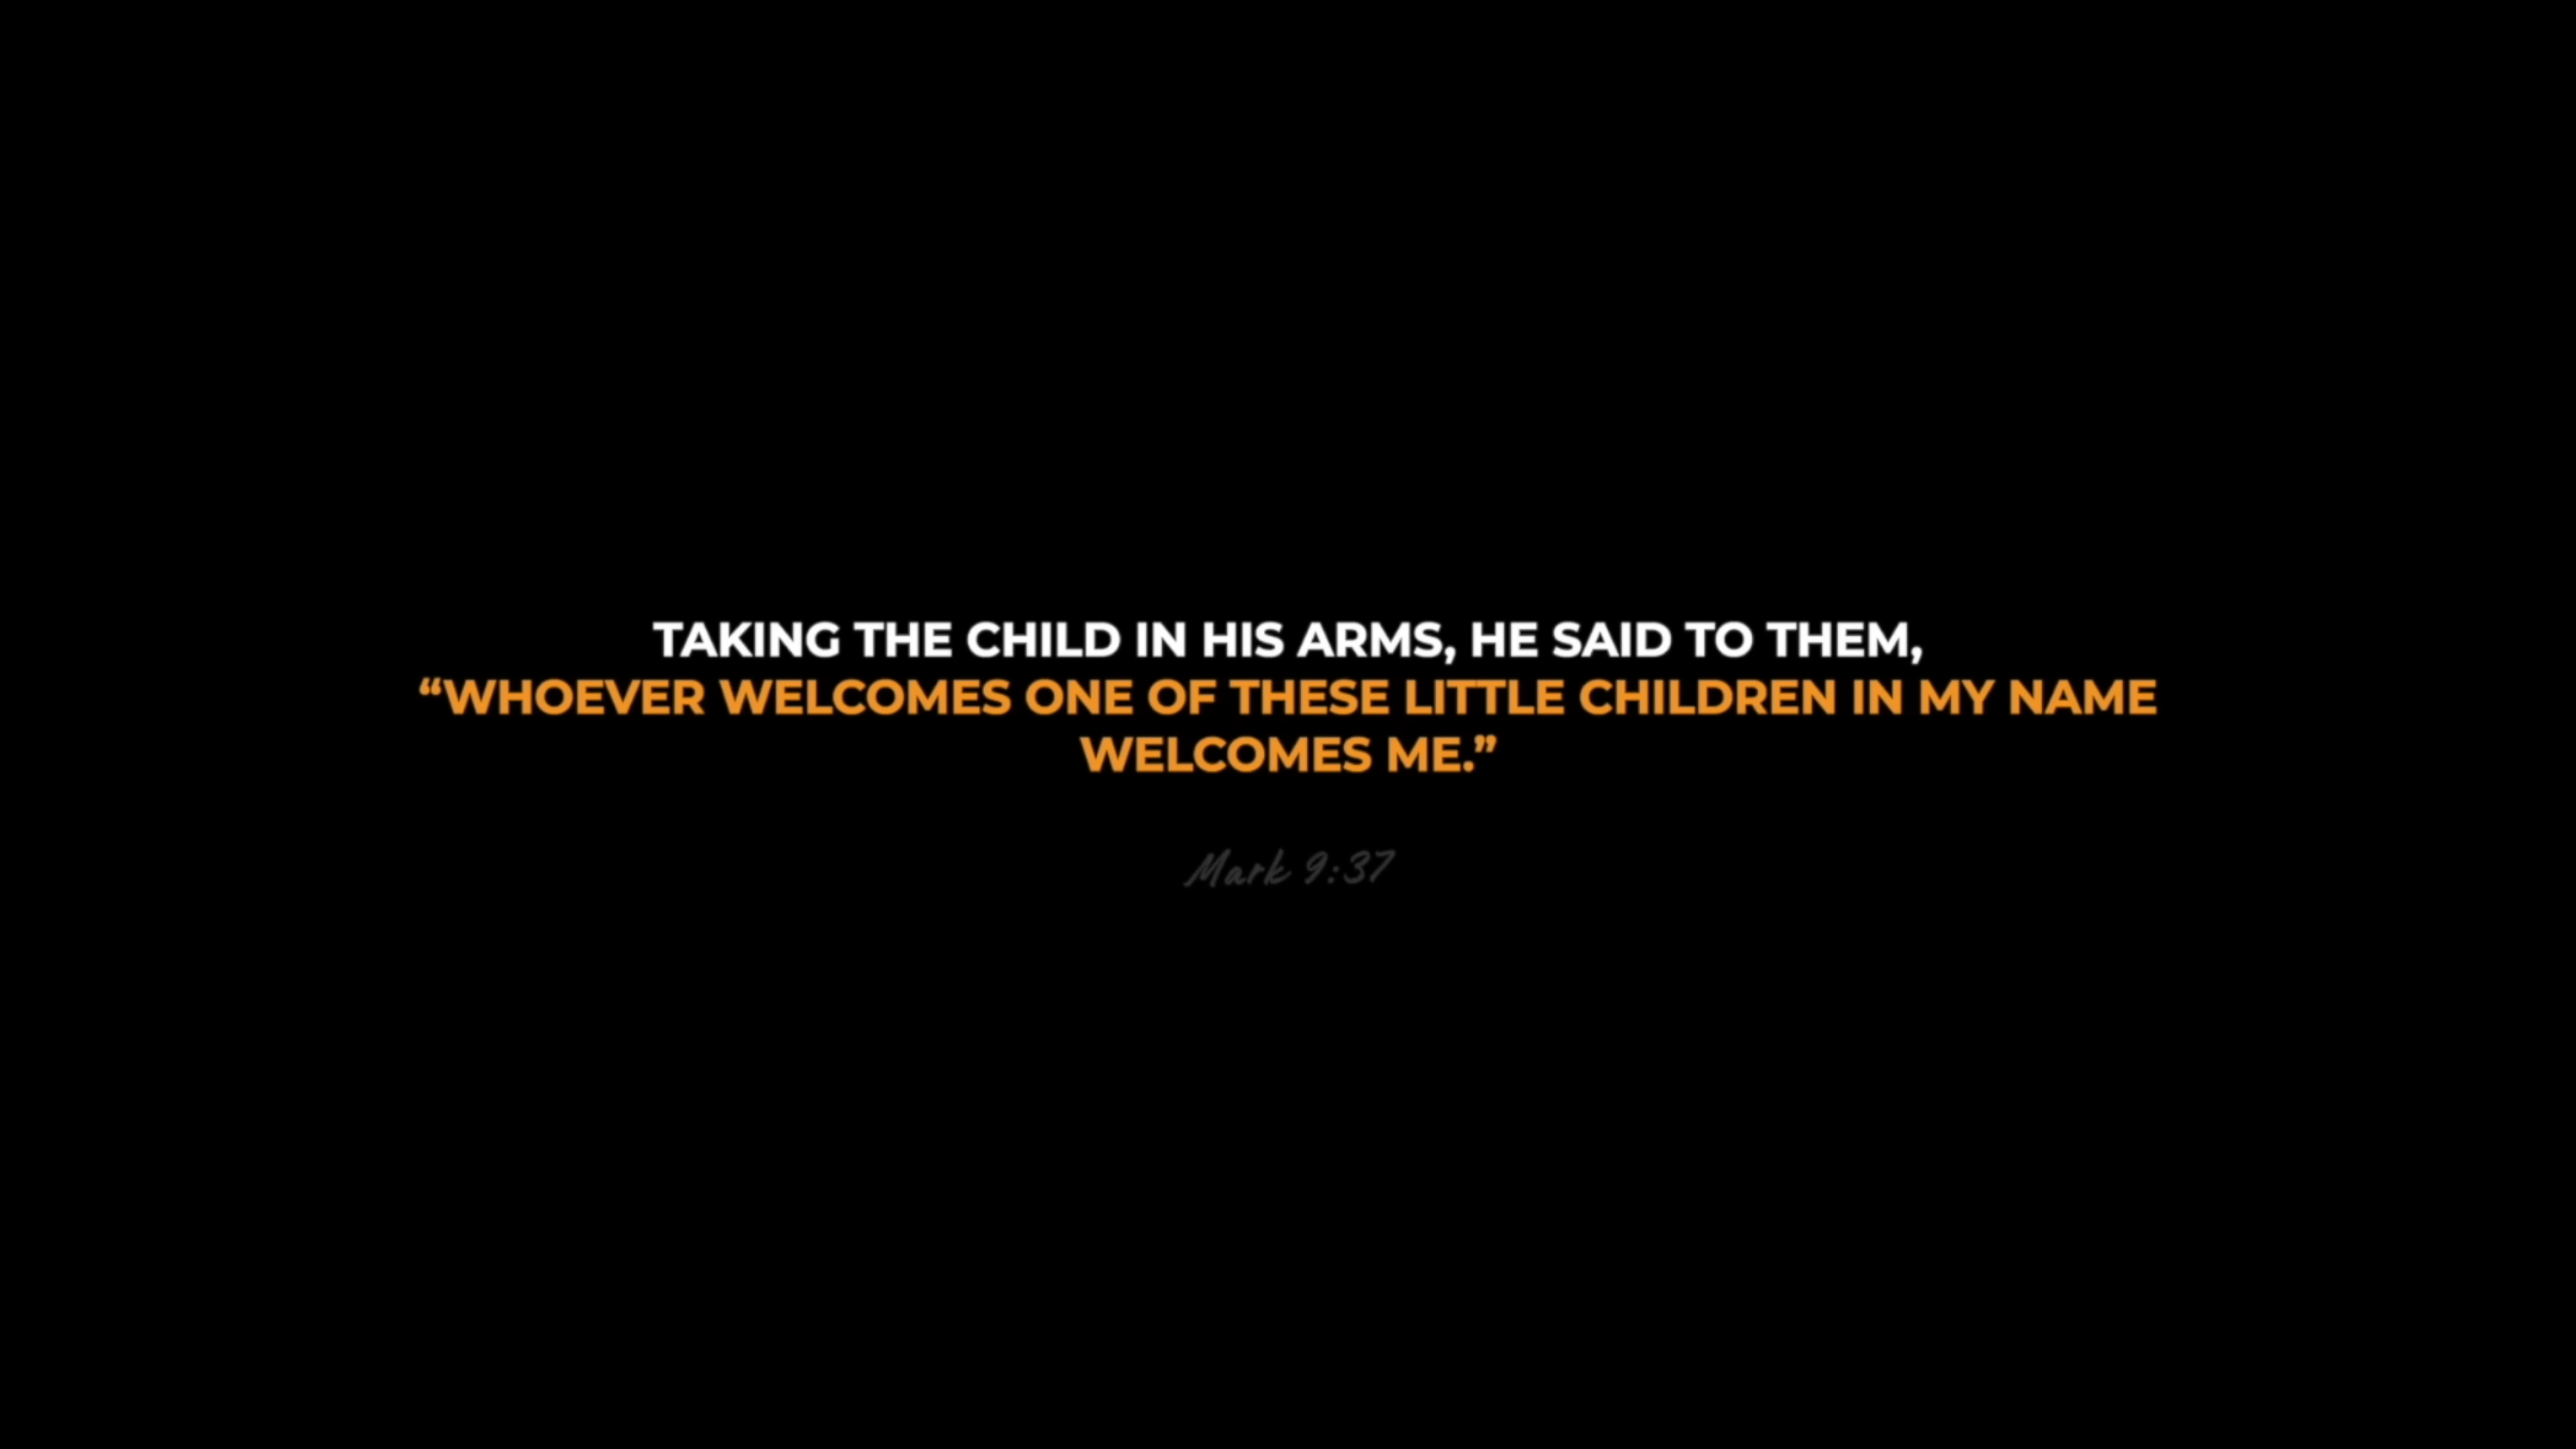 TAKING THE CHILD IN HIS ARMS, HE SAID TO THEM,
“WHOEVER WELCOMES ONE OF THESE LITTLE CHILDREN IN MY NAME
WELCOMES ME.”
Mark 9:37